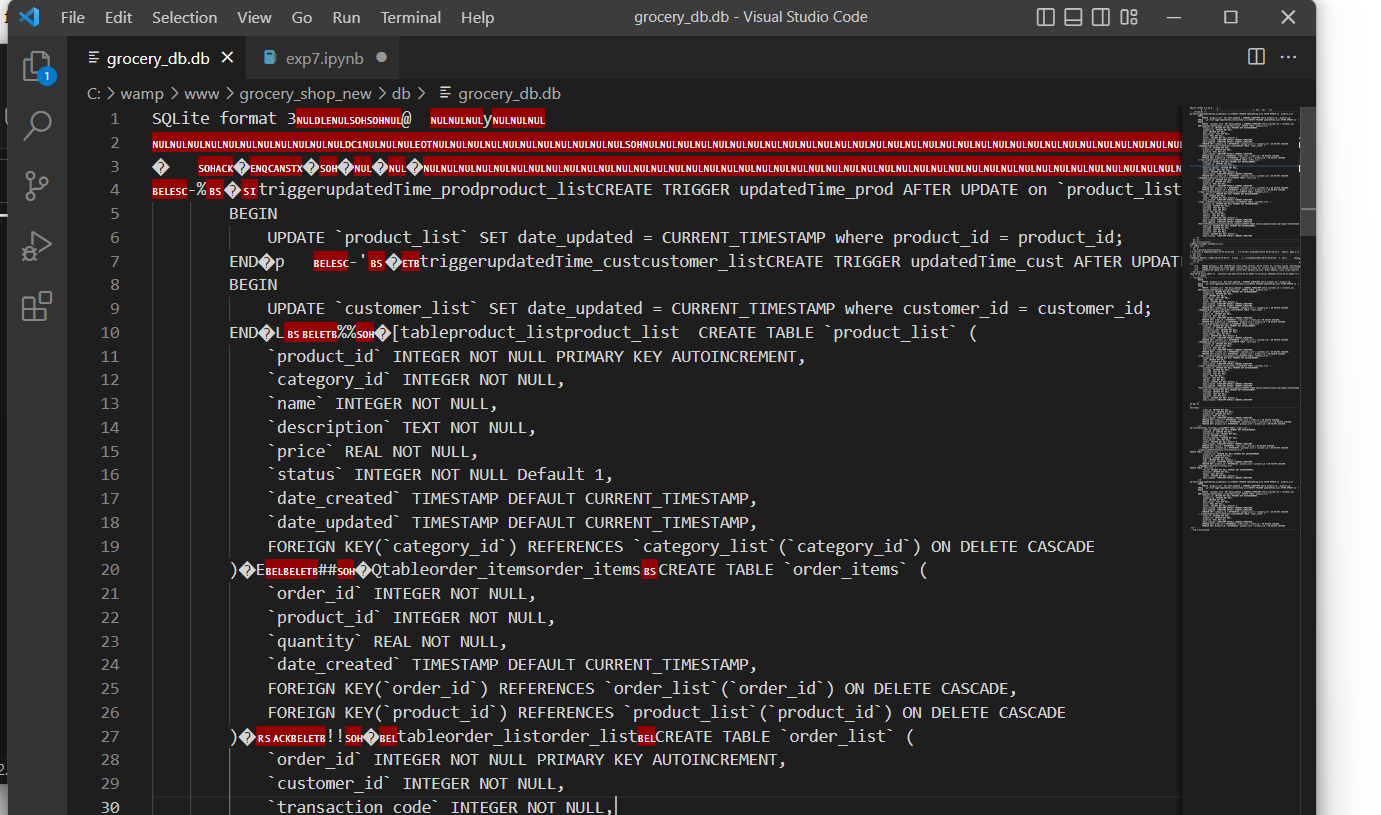 File Edit Selection View Go Run Terminal Help
grocery_db.db - Visual Studio Code
grocery_db.db
exp7.ipynb
1
C: > wamp > www > grocery_shop_new > db > grocery_db.db
1 SQLite format 3NULDLENULSOHSOHNUL@ NULNULNULyNULNULNUL
2
3
4 BELESC-%BS�SItriggerupdatedTime_prodproduct_listCREATE TRIGGER updatedTime_prod AFTER UPDATE on `product_list
5 BEGIN
6 UPDATE `product_list` SET date_updated = CURRENT_TIMESTAMP where product_id = product_id;
7 END�p BELESC-'BS�ETBtriggerupdatedTime_custcustomer_listCREATE TRIGGER updatedTime_cust AFTER UPDAT
8 BEGIN
9 UPDATE `customer_list` SET date_updated = CURRENT_TIMESTAMP where customer_id = customer_id;
10 END�LBSBELETB%%SOH�[tableproduct_listproduct_list CREATE TABLE `product_list` (
11 `product_id` INTEGER NOT NULL PRIMARY KEY AUTOINCREMENT,
12 `category_id` INTEGER NOT NULL,
13 `name` INTEGER NOT NULL,
14 `description` TEXT NOT NULL,
15 `price` REAL NOT NULL,
16 `status` INTEGER NOT NULL Default 1,
17 `date_created` TIMESTAMP DEFAULT CURRENT_TIMESTAMP,
18 `date_updated` TIMESTAMP DEFAULT CURRENT_TIMESTAMP,
19 FOREIGN KEY(`category_id`) REFERENCES `category_list`(`category_id`) ON DELETE CASCADE
20 )�EBELBELETB##SOH�Qtableorder_itemsorder_itemsBSCREATE TABLE `order_items` (
21 `order_id` INTEGER NOT NULL,
22 `product_id` INTEGER NOT NULL,
23 `quantity` REAL NOT NULL,
24 `date_created` TIMESTAMP DEFAULT CURRENT_TIMESTAMP,
25 FOREIGN KEY(`order_id`) REFERENCES `order_list`(`order_id`) ON DELETE CASCADE,
26 FOREIGN KEY(`product_id`) REFERENCES `product_list`(`product_id`) ON DELETE CASCADE
27 )�RSACKBELETB!!SOH�BELtableorder_listorder_listBELCREATE TABLE `order_list` (
28 `order_id` INTEGER NOT NULL PRIMARY KEY AUTOINCREMENT,
29 `customer_id` INTEGER NOT NULL,
30 `transaction_code` INTEGER NOT NULL,